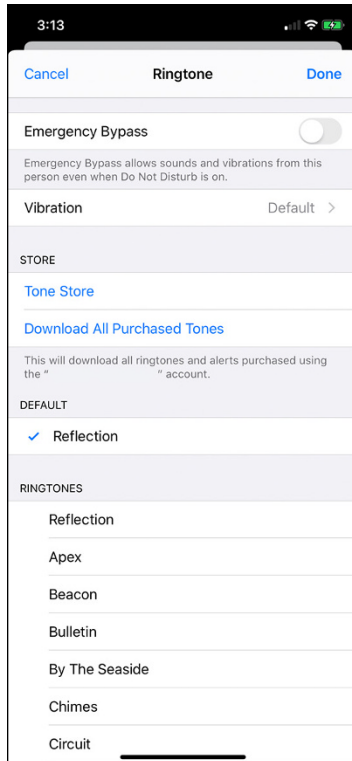 3:13
Cancel Ringtone Done
Emergency Bypass
Emergency Bypass allows sounds and vibrations from this
person even when Do Not Disturb is on.
Vibration Default >
STORE
Tone Store
Download All Purchased Tones
This will download all ringtones and alerts purchased using
the “ ” account.
DEFAULT
✓ Reflection
RINGTONES
Reflection
Apex
Beacon
Bulletin
By The Seaside
Chimes
Circuit